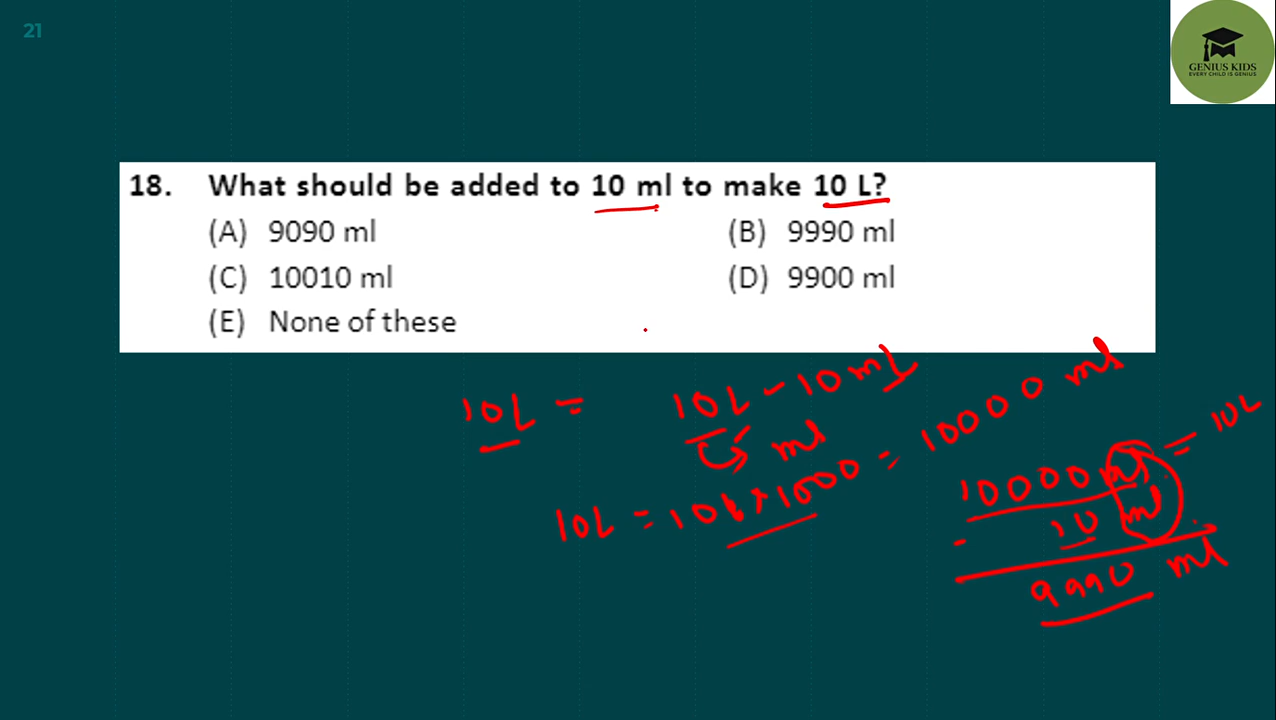 21
GENIUS KIDS
EVERY CHILD IS GENIUS
18. What should be added to 10 ml to make 10 L?
(A) 9090 ml (B) 9990 ml
(C) 10010 ml (D) 9900 ml
(E) None of these
10L = 10L - 10ml
ml
10L = 10 × 1000 = 10000 ml
10000 ml = 10L
- 10 ml
9990 ml